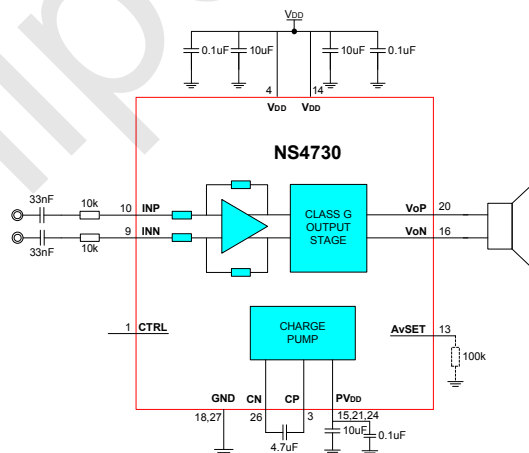 VDD
0.1uF 10uF 10uF 0.1uF
4 14
VDD VDD
NS4730
33nF 10k 10 INP
CLASS G
OUTPUT
STAGE
VoP 20
33nF 10k 9 INN
VoN 16
1 CTRL
CHARGE
PUMP
AvSET 13
100k
GND CN CP PVDD
18,27 26 3 15,21,24
4.7uF 10uF 0.1uF